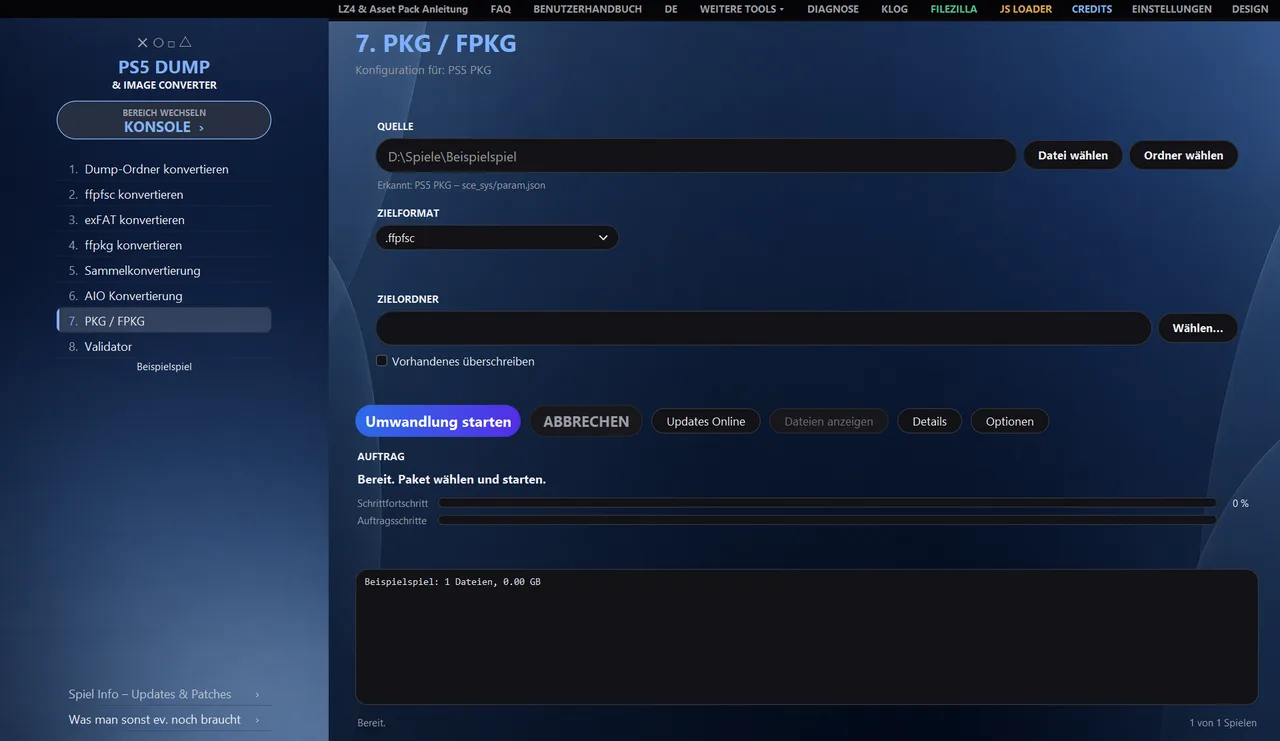 LZ4 & Asset Pack Anleitung FAQ BENUTZERHANDBUCH DE WEITERE TOOLS DIAGNOSE KLOG FILEZILLA JS LOADER CREDITS EINSTELLUNGEN DESIGN
PS5 DUMP
& IMAGE CONVERTER
BEREICH WECHSELN
KONSOLE ›
1. Dump-Ordner konvertieren
2. ffpfsc konvertieren
3. exFAT konvertieren
4. ffpkg konvertieren
5. Sammelkonvertierung
6. AIO Konvertierung
7. PKG / FPKG
8. Validator
Beispielspiel
Spiel Info – Updates & Patches ›
Was man sonst ev. noch braucht ›
7. PKG / FPKG
Konfiguration für: PS5 PKG
QUELLE
D:\Spiele\Beispielspiel Datei wählen Ordner wählen
Erkannt: PS5 PKG – sce_sys/param.json
ZIELFORMAT
.ffpfsc
ZIELORDNER
Wählen...
Vorhandenes überschreiben
Umwandlung starten ABBRECHEN Updates Online Dateien anzeigen Details Optionen
AUFTRAG
Bereit. Paket wählen und starten.
Schrittfortschritt 0 %
Auftragsschritte
Beispielspiel: 1 Dateien, 0.00 GB
Bereit. 1 von 1 Spielen